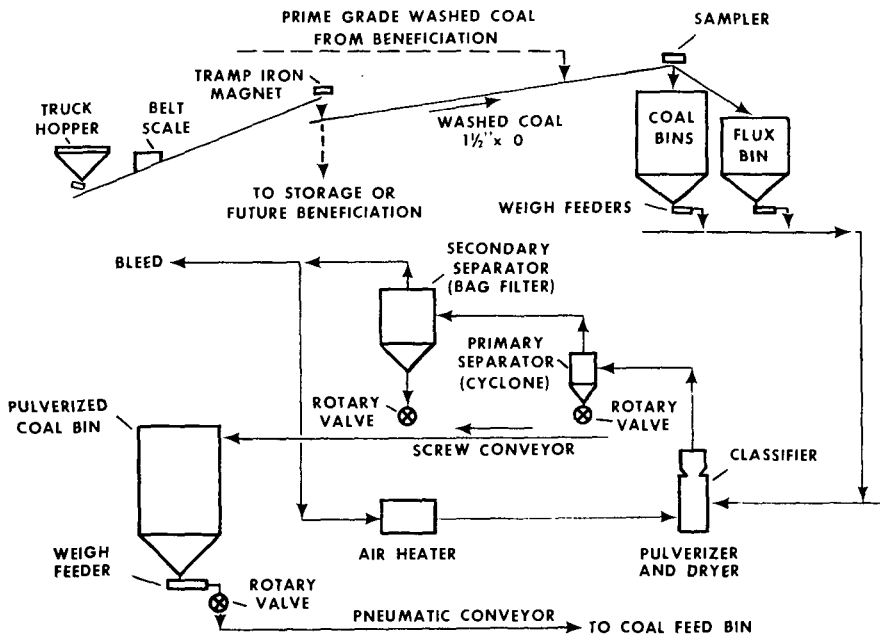 PRIME GRADE WASHED COAL
FROM BENEFICIATION
SAMPLER
TRAMP IRON
MAGNET
TRUCK
HOPPER
BELT
SCALE
WASHED COAL
1½" x 0
COAL
BINS
FLUX
BIN
TO STORAGE OR
FUTURE BENEFICIATION
WEIGH FEEDERS
BLEED
SECONDARY
SEPARATOR
(BAG FILTER)
PRIMARY
SEPARATOR
(CYCLONE)
PULVERIZED
COAL BIN
ROTARY
VALVE
ROTARY
VALVE
SCREW CONVEYOR
CLASSIFIER
AIR HEATER
PULVERIZER
AND DRYER
WEIGH
FEEDER
ROTARY
VALVE
PNEUMATIC CONVEYOR
TO COAL FEED BIN